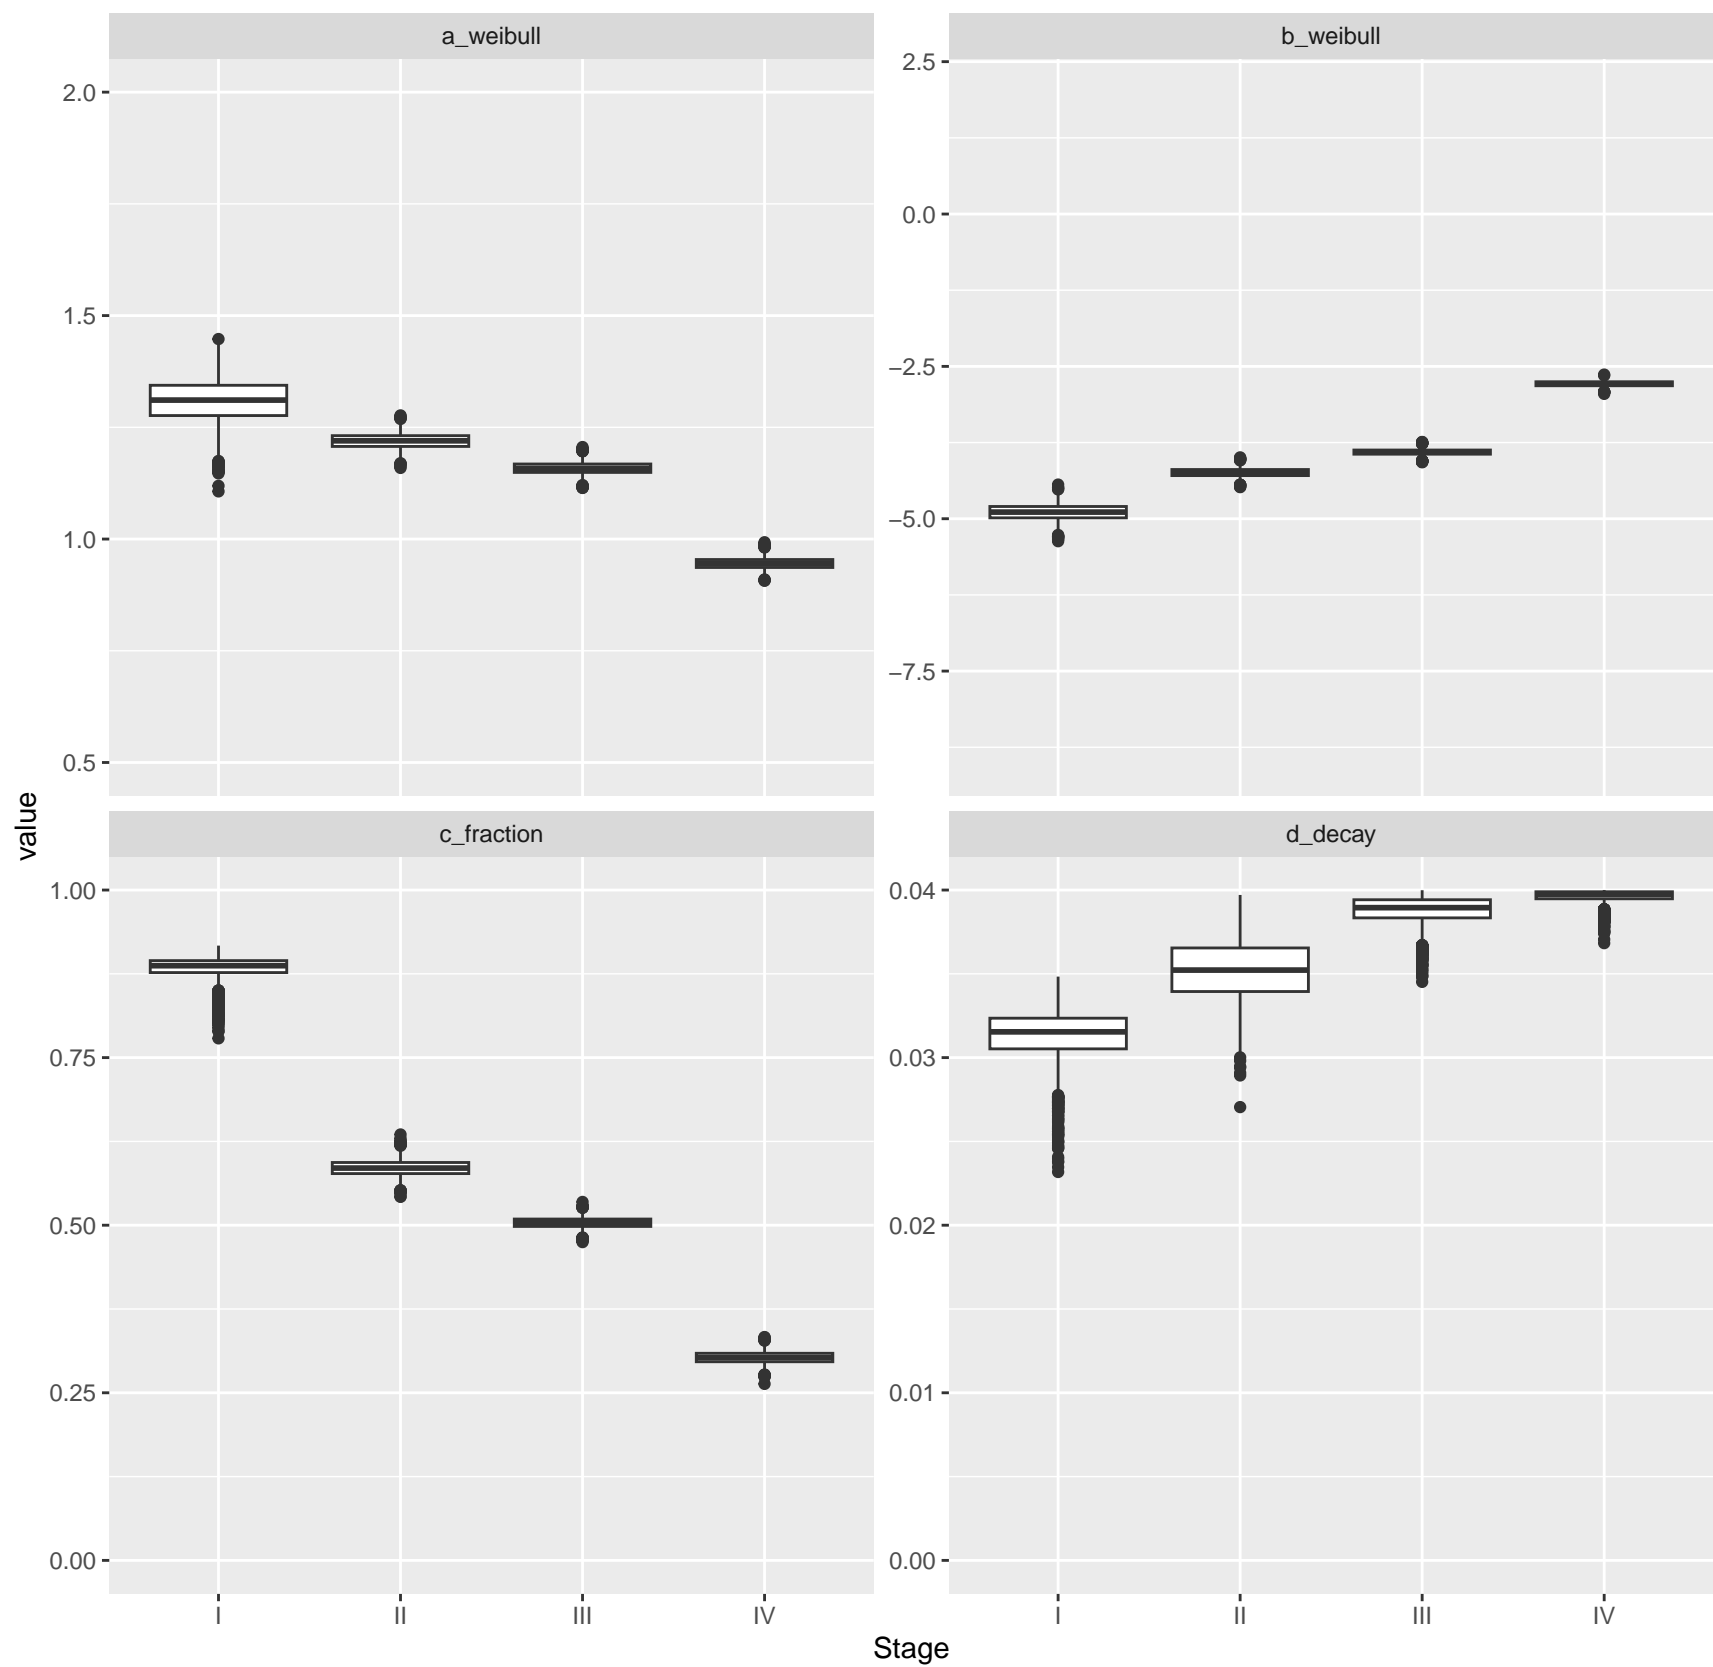 a_weibull
b_weibull
2.0
1.5
1.0
0.5
2.5
0.0
−2.5
−5.0
−7.5
value
c_fraction
d_decay
1.00
0.75
0.50
0.25
0.00
0.04
0.03
0.02
0.01
0.00
I II III IV
I II III IV
Stage